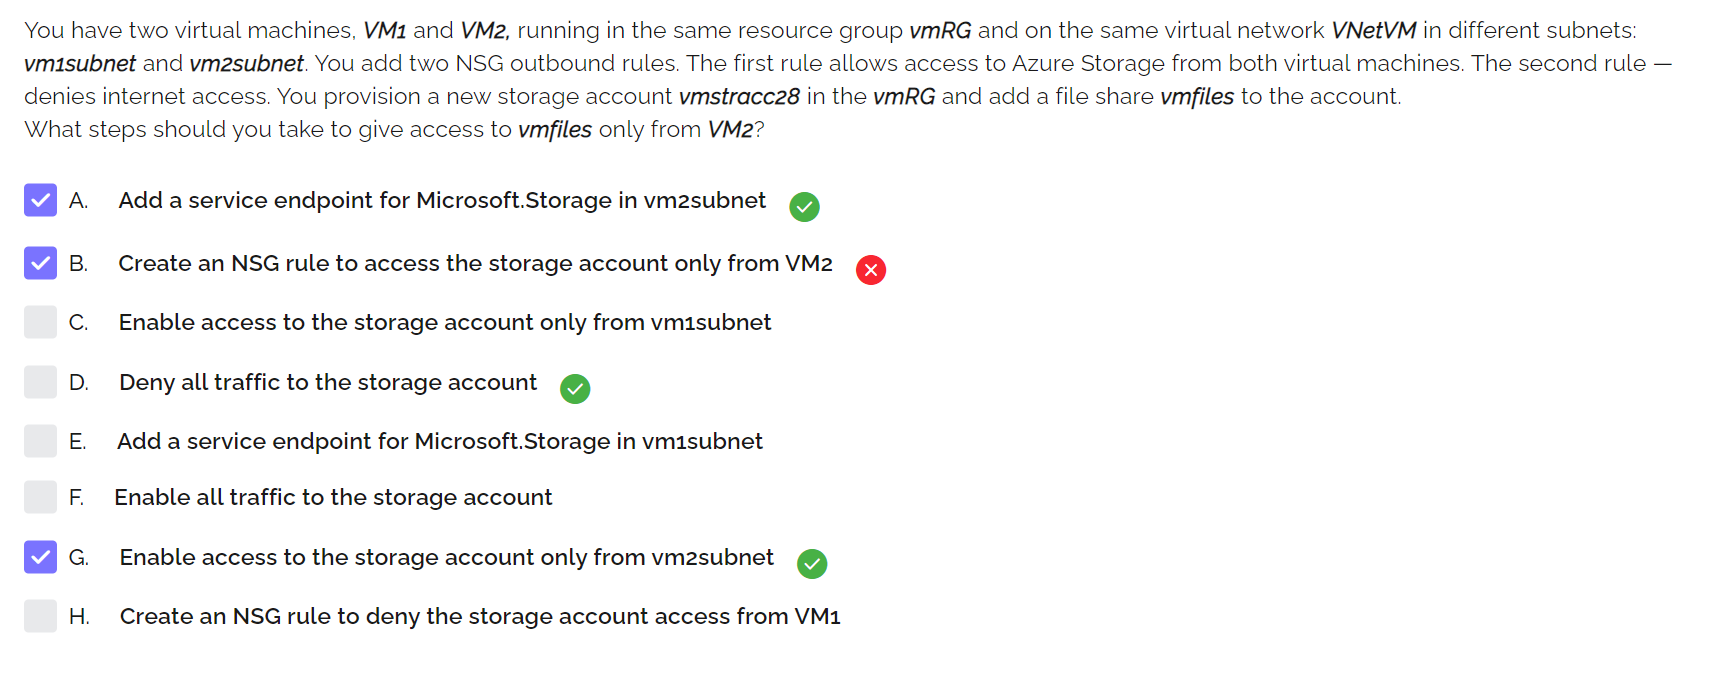 You have two virtual machines, VM1 and VM2, running in the same resource group vmRG and on the same virtual network VNetVM in different subnets:
vm1subnet and vm2subnet. You add two NSG outbound rules. The first rule allows access to Azure Storage from both virtual machines. The second rule —
denies internet access. You provision a new storage account vmstracc28 in the vmRG and add a file share vmfiles to the account.
What steps should you take to give access to vmfiles only from VM2?
A. Add a service endpoint for Microsoft.Storage in vm2subnet
B. Create an NSG rule to access the storage account only from VM2
C. Enable access to the storage account only from vm1subnet
D. Deny all traffic to the storage account
E. Add a service endpoint for Microsoft.Storage in vm1subnet
F. Enable all traffic to the storage account
G. Enable access to the storage account only from vm2subnet
H. Create an NSG rule to deny the storage account access from VM1